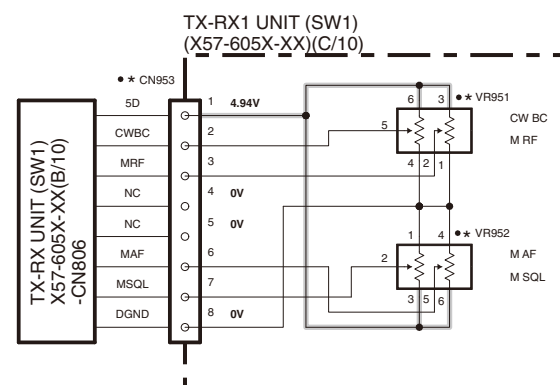 TX-RX1 UNIT (SW1)
(X57-605X-XX)(C/10)
● * CN953
5D
1
4.94V
CWBC
2
MRF
3
NC
4
0V
NC
5
0V
MAF
6
MSQL
7
DGND
8
0V
TX-RX UNIT (SW1)
X57-605X-XX(B/10)
-CN806
6
3
● * VR951
5
CW BC
M RF
4
2
1
1
4
● * VR952
2
M AF
M SQL
3
5
6